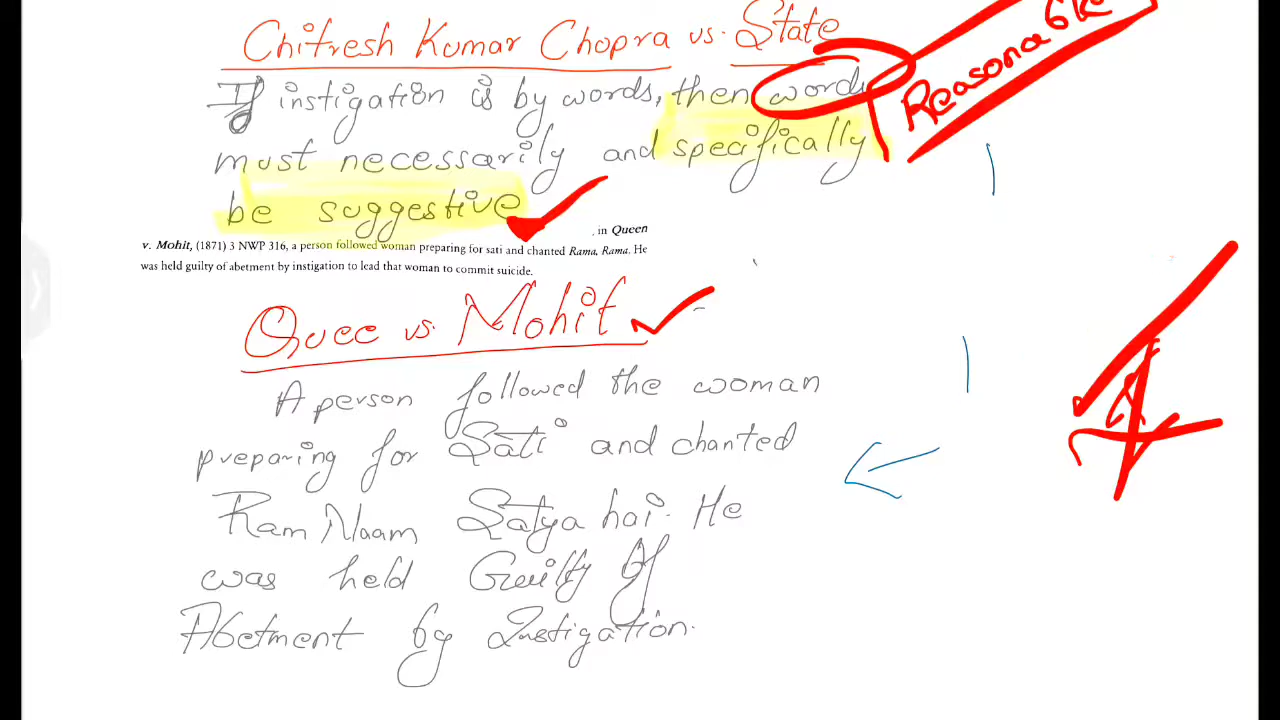 Chitresh Kumar Chopra vs. State
Reasonable
If instigation is by words, then words
must necessarily and specifically
be suggestive
, in Queen
v. Mohit, (1871) 3 NWP 316, a person followed woman preparing for sati and chanted Rama, Rama. He
was held guilty of abetment by instigation to lead that woman to commit suicide.
Quee vs. Mohit
A person followed the woman
preparing for Sati and chanted
Ram Naam Satya hai. He
was held Guilty Of
Abetment by Instigation.